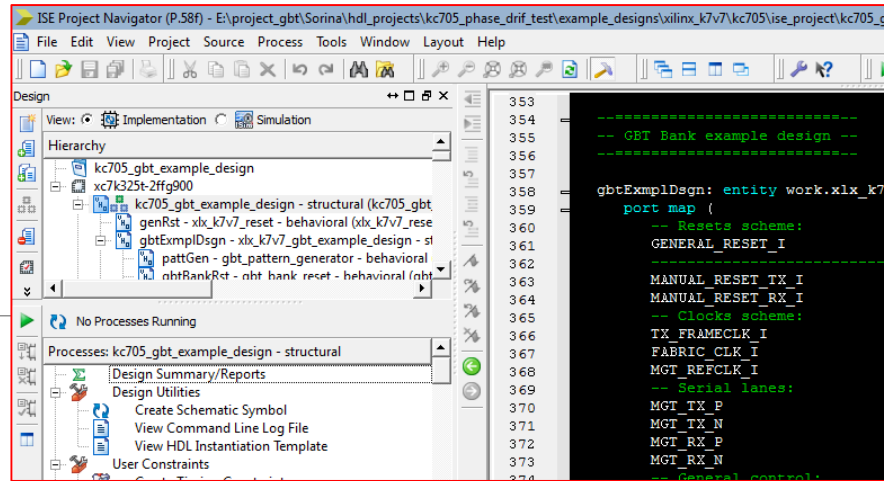 ISE Project Navigator (P.58f) - E:\project_gbt\Sorina\hdl_projects\kc705_phase_drif_test\example_designs\xilinx_k7v7\kc705\ise_project\kc705_g
File Edit View Project Source Process Tools Window Layout Help
Design
View: Implementation Simulation
Hierarchy
kc705_gbt_example_design
xc7k325t-2ffg900
kc705_gbt_example_design - structural (kc705_gbt_
genRst - xlx_k7v7_reset - behavioral (xlx_k7v7_rese
gbtExmplDsgn - xlx_k7v7_gbt_example_design - st
pattGen - gbt_pattern_generator - behavioral
gbtBankRst - gbt_bank_reset - behavioral (gbt
No Processes Running
Processes: kc705_gbt_example_design - structural
Design Summary/Reports
Design Utilities
Create Schematic Symbol
View Command Line Log File
View HDL Instantiation Template
User Constraints
353
354 --==========================--
355 -- GBT Bank example design --
356 --==========================--
357
358 gbtExmplDsgn: entity work.xlx_k7
359 port map (
360 -- Resets scheme:
361 GENERAL_RESET_I
362 --------------------------
363 MANUAL_RESET_TX_I
364 MANUAL_RESET_RX_I
365 -- Clocks scheme:
366 TX_FRAMECLK_I
367 FABRIC_CLK_I
368 MGT_REFCLK_I
369 -- Serial lanes:
370 MGT_TX_P
371 MGT_TX_N
372 MGT_RX_P
373 MGT_RX_N
374 -- General control: